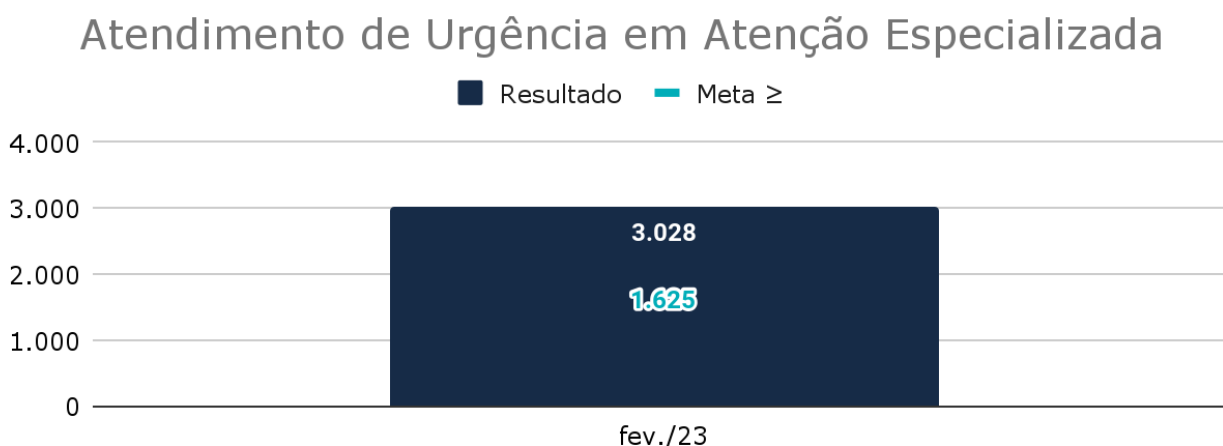 Atendimento de Urgência em Atenção Especializada
Resultado Meta ≥
4.000
3.000
3.028
2.000
1.625
1.000
0
fev./23